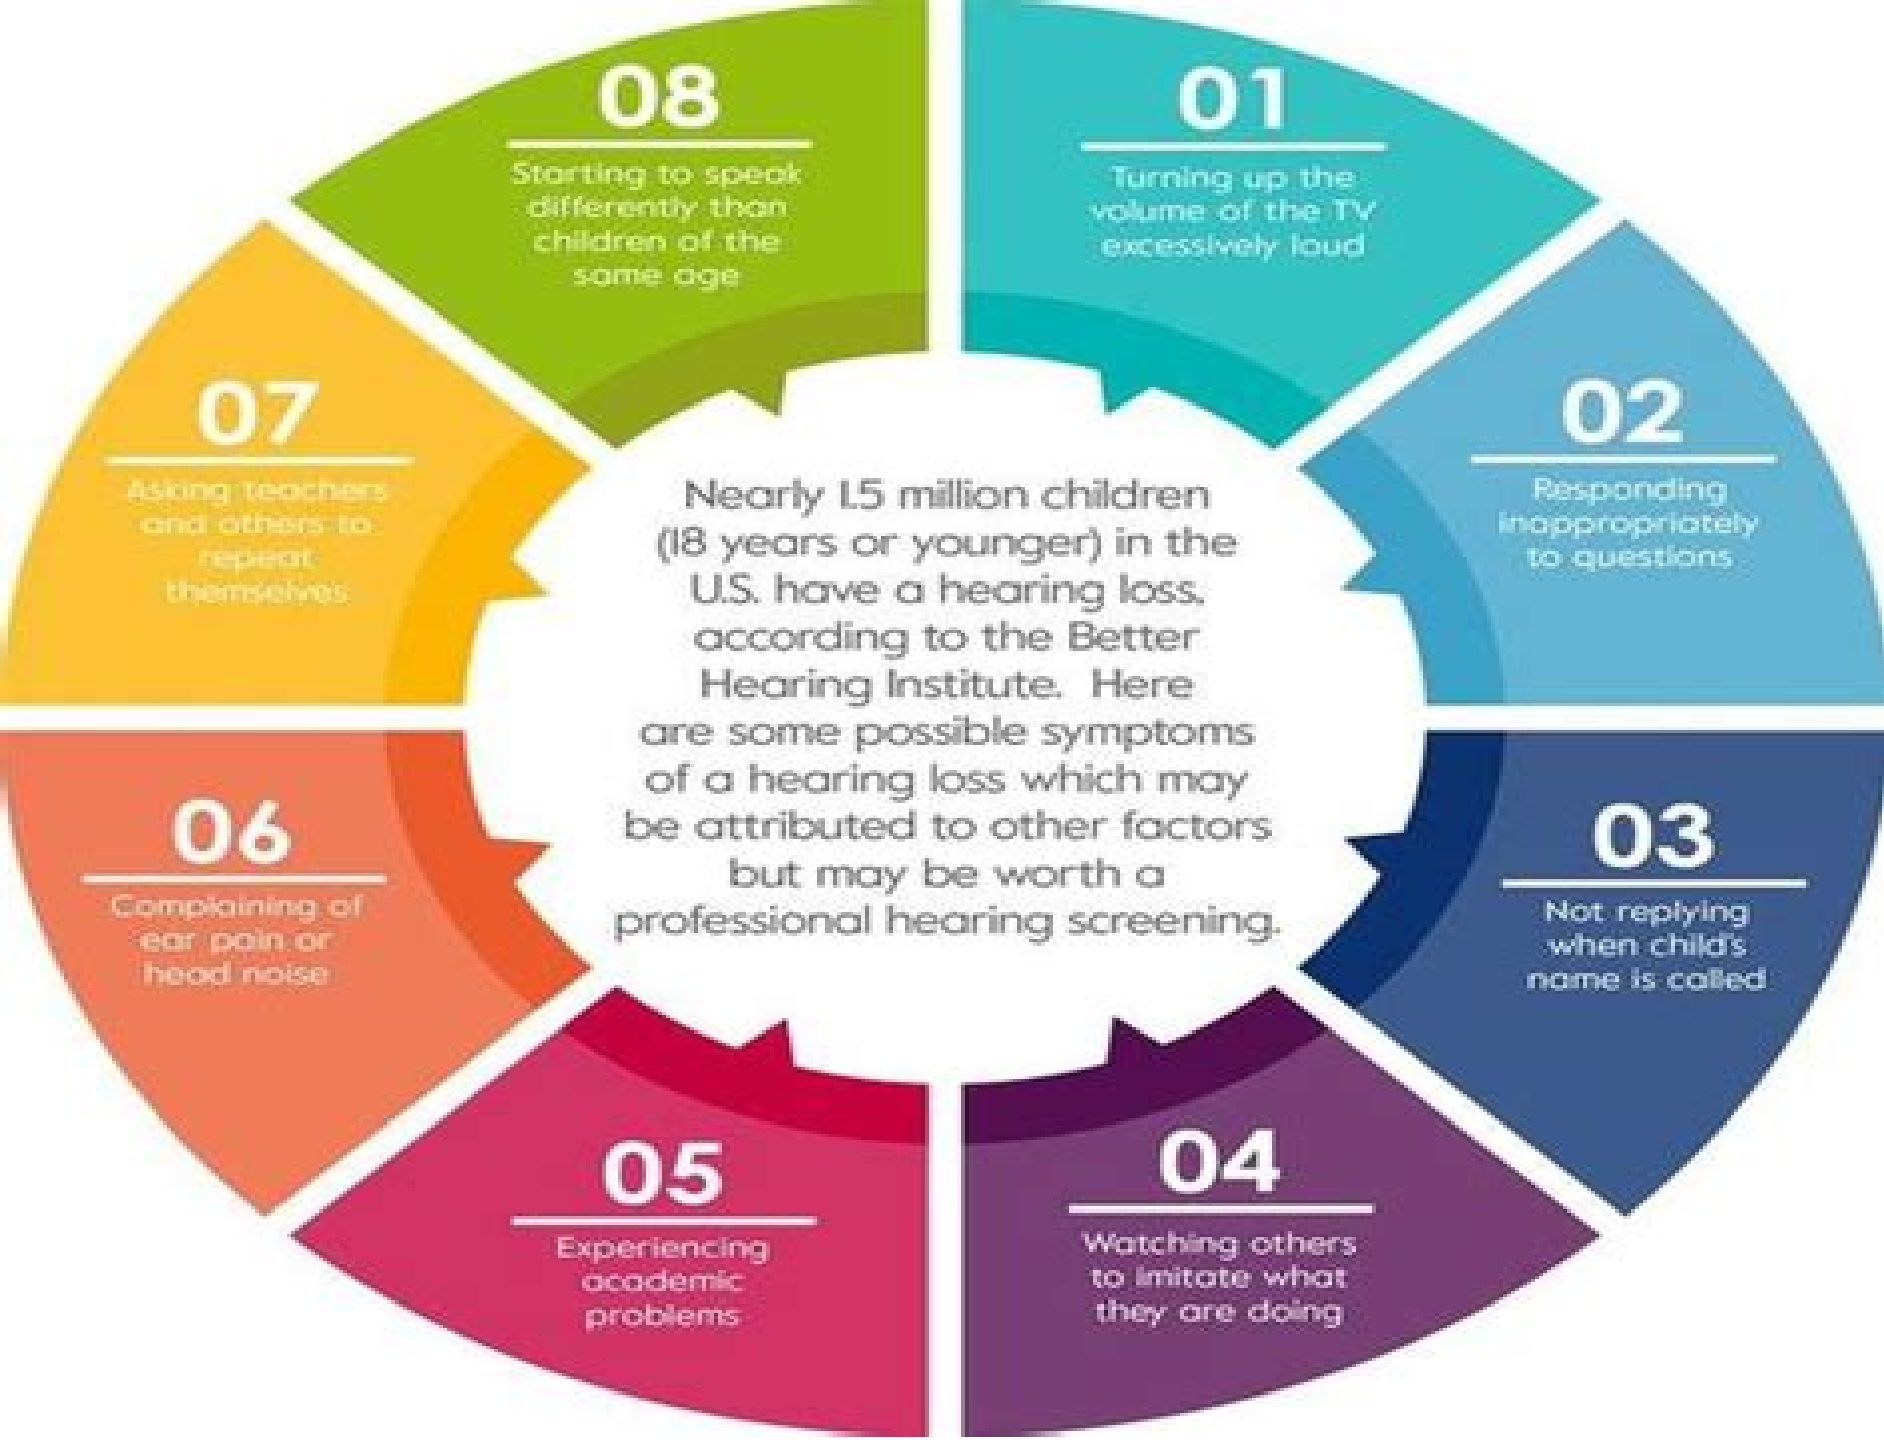 Nearly 1.5 million children
(18 years or younger) in the
U.S. have a hearing loss,
according to the Better
Hearing Institute. Here
are some possible symptoms
of a hearing loss which may
be attributed to other factors
but may be worth a
professional hearing screening.
01
Turning up the
volume of the TV
excessively loud
02
Responding
inappropriately
to questions
03
Not replying
when child's
name is called
04
Watching others
to imitate what
they are doing
05
Experiencing
academic
problems
06
Complaining of
ear pain or
head noise
07
Asking teachers
and others to
repeat
themselves
08
Starting to speak
differently than
children of the
same age